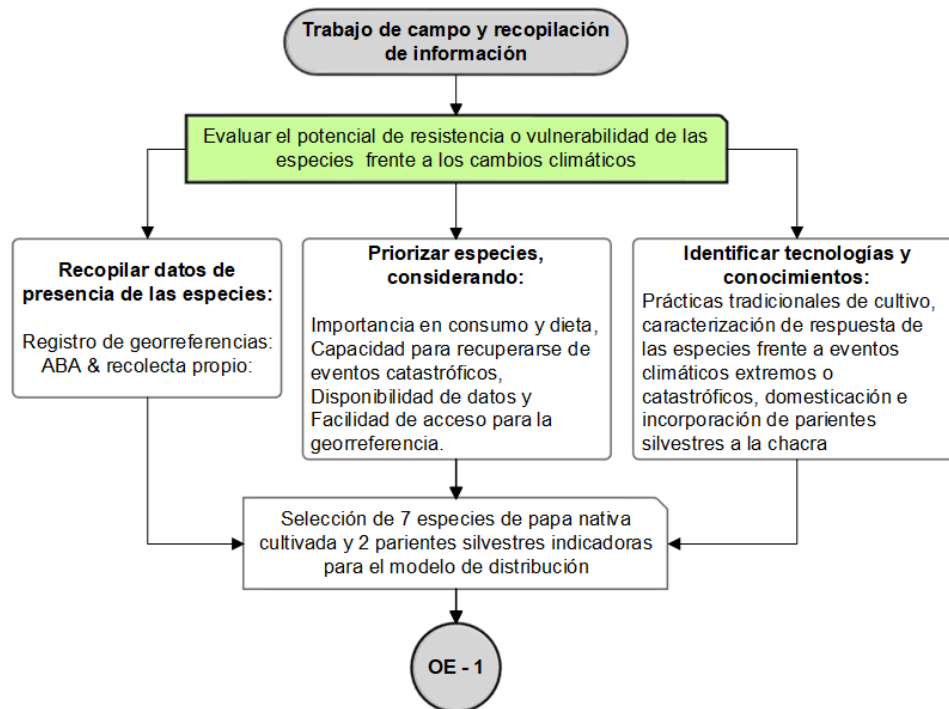 Trabajo de campo y recopilación
de información
Evaluar el potencial de resistencia o vulnerabilidad de las
especies frente a los cambios climáticos
Recopilar datos de
presencia de las especies:
Registro de georreferencias:
ABA & recolecta propio:
Priorizar especies,
considerando:
Importancia en consumo y dieta,
Capacidad para recuperarse de
eventos catastróficos,
Disponibilidad de datos y
Facilidad de acceso para la
georreferencia.
Identificar tecnologías y
conocimientos:
Prácticas tradicionales de cultivo,
caracterización de respuesta de
las especies frente a eventos
climáticos extremos o
catastróficos, domesticación e
incorporación de parientes
silvestres a la chacra
Selección de 7 especies de papa nativa
cultivada y 2 parientes silvestres indicadoras
para el modelo de distribución
OE - 1